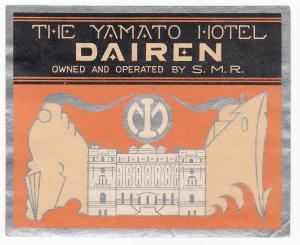 THE YAMATO HOTEL
DAIREN
OWNED AND OPERATED BY S. M. R.